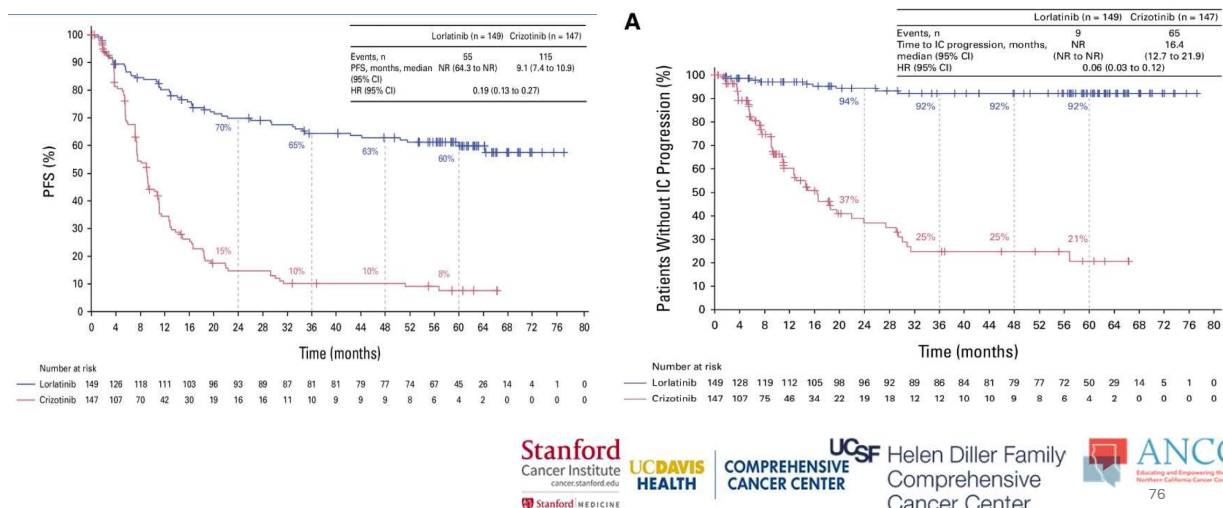 Lorlatinib (n = 149) Crizotinib (n = 147)
Events, n 55 115
PFS, months, median NR (64.3 to NR) 9.1 (7.4 to 10.9)
(95% CI)
HR (95% CI) 0.19 (0.13 to 0.27)
PFS (%)
100
90
80
70
60
50
40
30
20
10
0
70%
65%
63%
60%
15%
10%
10%
8%
0 4 8 12 16 20 24 28 32 36 40 44 48 52 56 60 64 68 72 76 80
Time (months)
Number at risk
Lorlatinib 149 126 118 111 103 96 93 89 87 81 81 79 77 74 67 45 26 14 4 1 0
Crizotinib 147 107 70 42 30 19 16 16 11 10 9 9 9 8 6 4 2 0 0 0 0
A
Lorlatinib (n = 149) Crizotinib (n = 147)
Events, n 9 65
Time to IC progression, months, NR 16.4
median (95% CI) (NR to NR) (12.7 to 21.9)
HR (95% CI) 0.06 (0.03 to 0.12)
Patients Without IC Progression (%)
100
90
80
70
60
50
40
30
20
10
0
94%
92%
92%
92%
37%
25%
25%
21%
0 4 8 12 16 20 24 28 32 36 40 44 48 52 56 60 64 68 72 76 80
Time (months)
Number at risk
Lorlatinib 149 128 119 112 105 98 96 92 89 86 84 81 79 77 72 50 29 14 5 1 0
Crizotinib 147 107 75 46 34 22 19 18 12 12 10 10 9 8 6 4 2 0 0 0 0
Stanford
Cancer Institute
cancer.stanford.edu
Stanford MEDICINE
UCDAVIS
HEALTH
COMPREHENSIVE
CANCER CENTER
UCSF Helen Diller Family
Comprehensive
Cancer Center
ANCO
Educating and Empowering the
Northern California Cancer
76